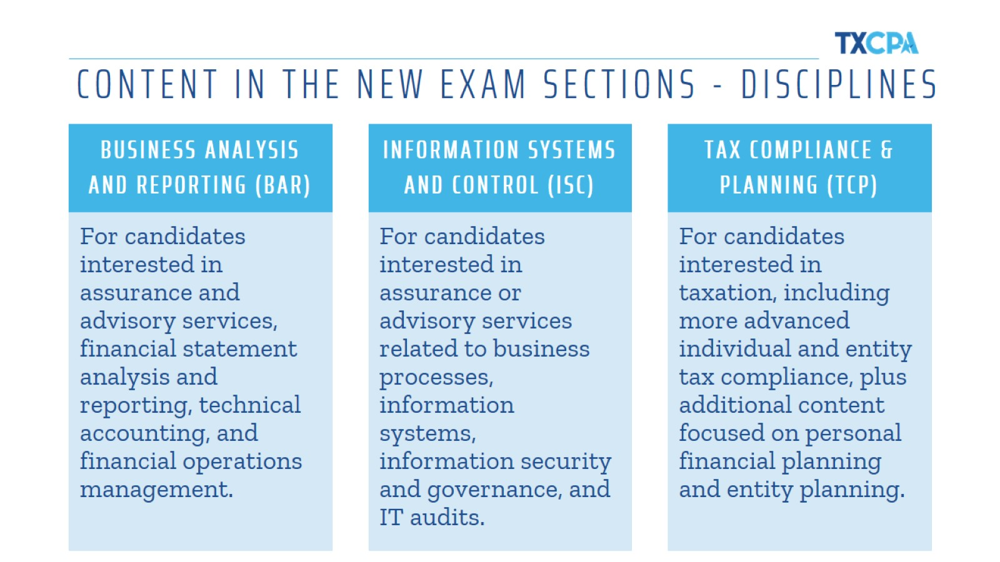 TXCPA
CONTENT IN THE NEW EXAM SECTIONS - DISCIPLINES
BUSINESS ANALYSIS
AND REPORTING (BAR)
For candidates
interested in
assurance and
advisory services,
financial statement
analysis and
reporting, technical
accounting, and
financial operations
management.
INFORMATION SYSTEMS
AND CONTROL (ISC)
For candidates
interested in
assurance or
advisory services
related to business
processes,
information
systems,
information security
and governance, and
IT audits.
TAX COMPLIANCE &
PLANNING (TCP)
For candidates
interested in
taxation, including
more advanced
individual and entity
tax compliance, plus
additional content
focused on personal
financial planning
and entity planning.